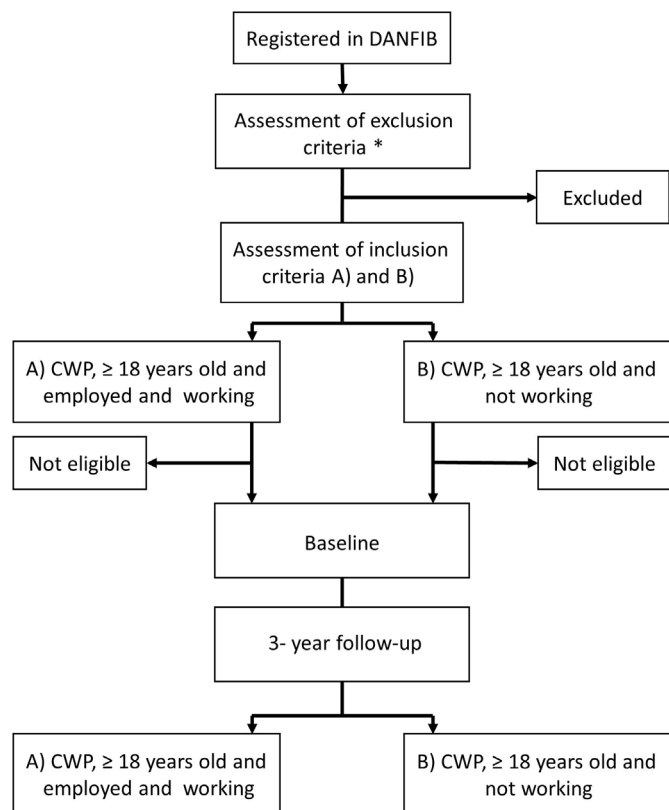 Registered in DANFIB
Assessment of exclusion
criteria *
Excluded
Assessment of inclusion
criteria A) and B)
A) CWP, ≥ 18 years old and
employed and  working
B) CWP, ≥ 18 years old and
not working
Not eligible
Not eligible
Baseline
3- year follow-up
A) CWP, ≥ 18 years old and
employed and  working
B) CWP, ≥ 18 years old and
not working